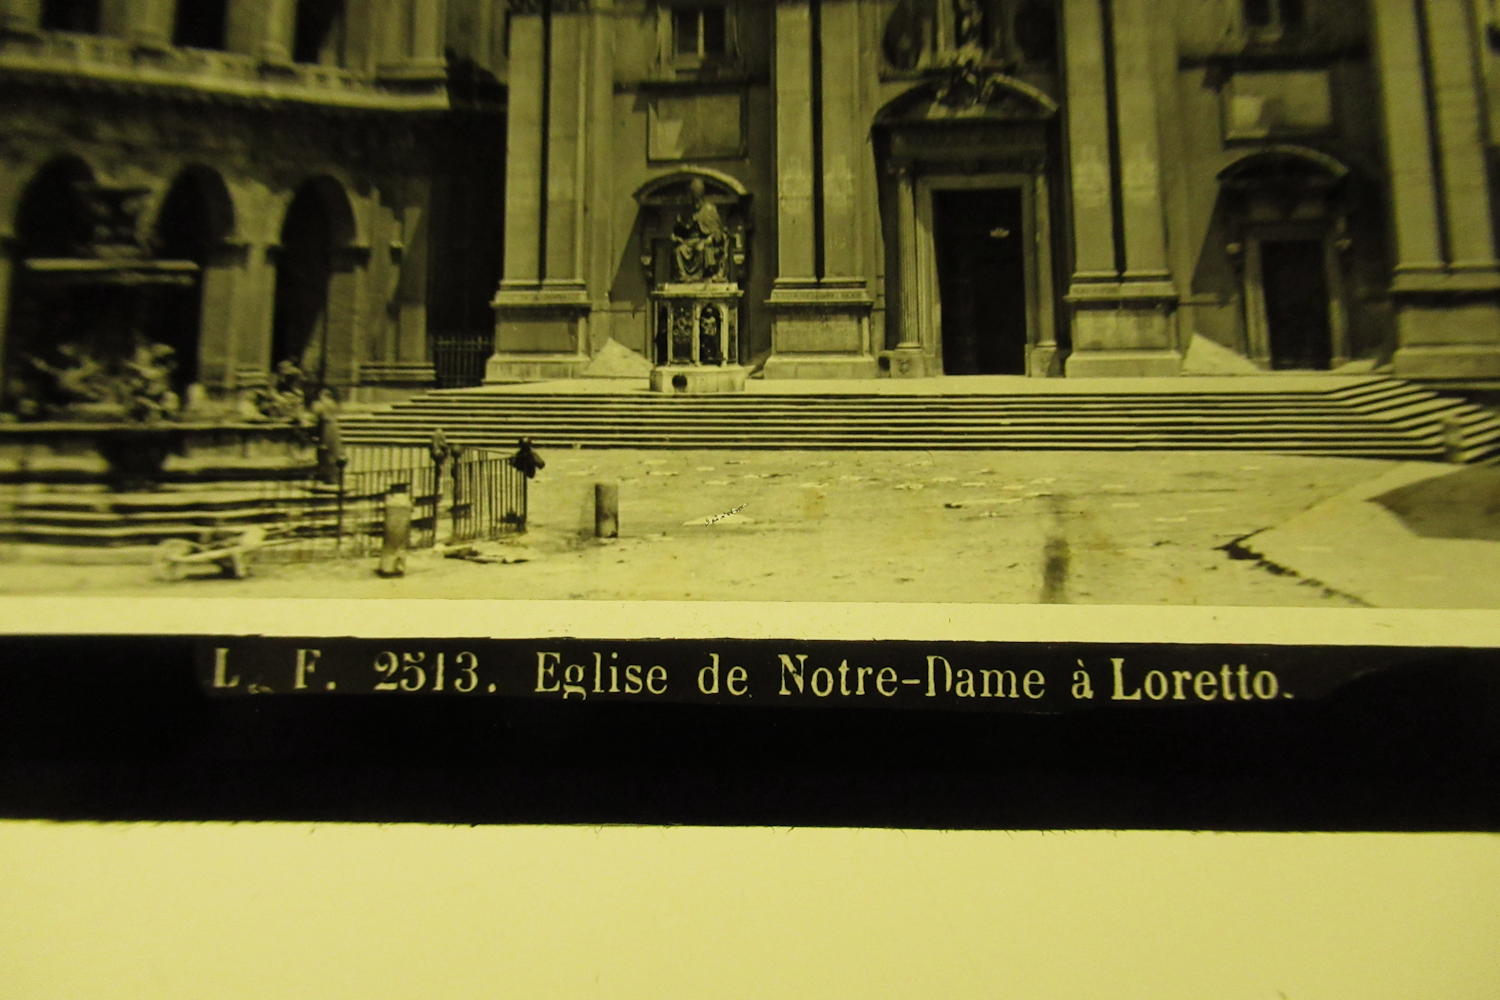 L. F. 2513. Eglise de Notre-Dame à Loretto.